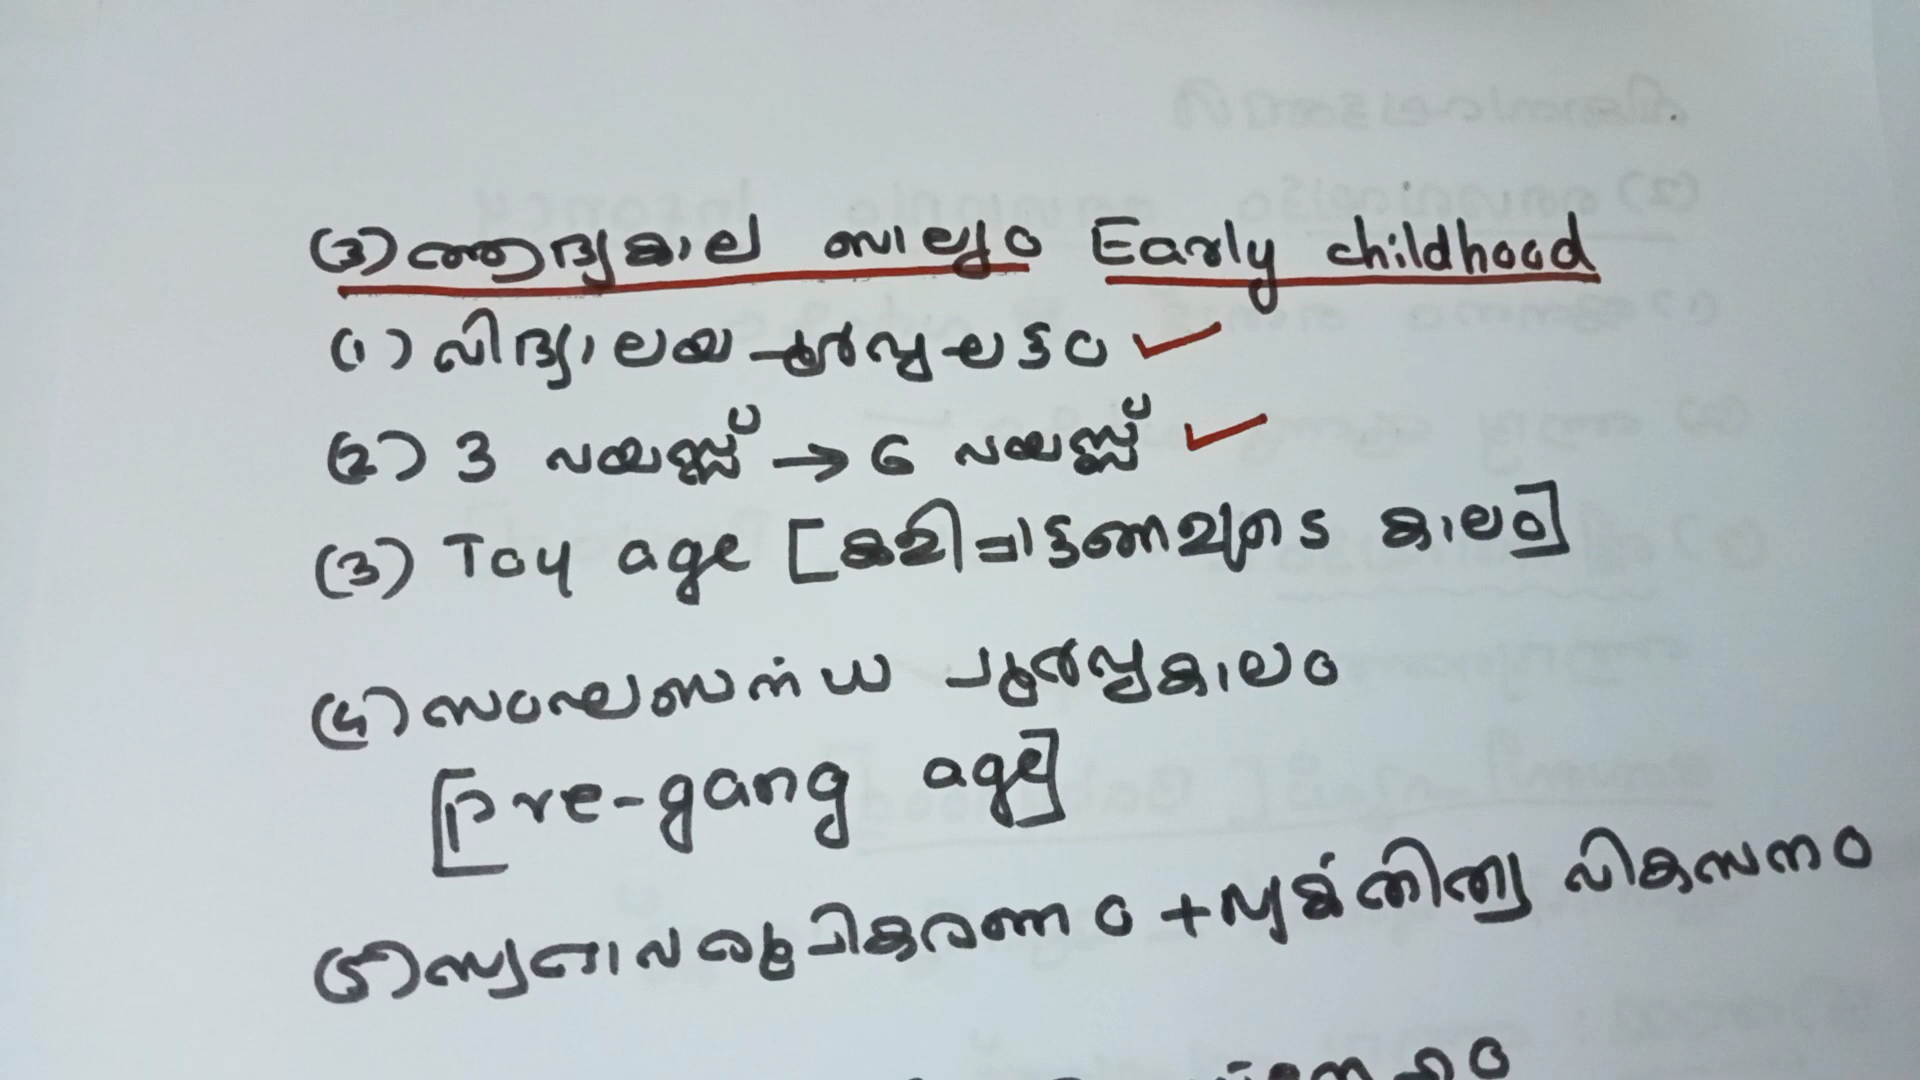 (3) ആദ്യകാല ബാല്യം Early childhood
(1) വിദ്യാലയ പൂർവ്വഘട്ടം
(2) 3 വയസ്സ് → 6 വയസ്സ്
(3) Toy age [കളിപ്പാട്ടങ്ങളുടെ കാലം]
(4) സംഘബന്ധ പൂർവ്വകാലം
[pre-gang age]
(5) സ്വഭാവ രൂപികരണം + വ്യക്തിത്വ വികസനം